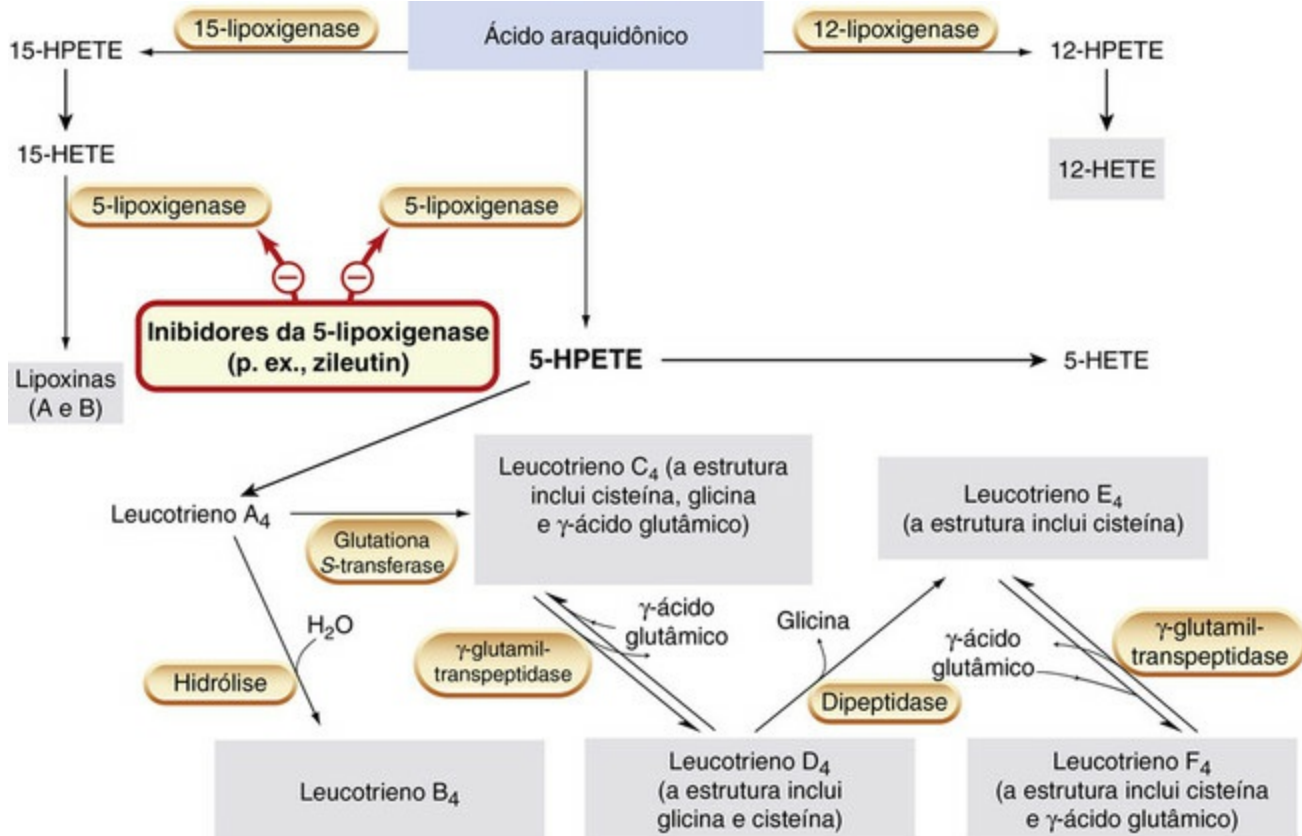 15-lipoxigenase
Ácido araquidônico
12-lipoxigenase
15-HPETE
12-HPETE
15-HETE
12-HETE
5-lipoxigenase
5-lipoxigenase
Inibidores da 5-lipoxigenase
(p. ex., zileutin)
5-HPETE
5-HETE
Lipoxinas
(A e B)
Leucotrieno A₄
Glutationa
S-transferase
Leucotrieno C₄ (a estrutura
inclui cisteína, glicina
e γ-ácido glutâmico)
Leucotrieno E₄
(a estrutura inclui cisteína)
H₂O
Hidrólise
γ-glutamil-
transpeptidase
γ-ácido
glutâmico
Glicina
Dipeptidase
γ-ácido
glutâmico
γ-glutamil-
transpeptidase
Leucotrieno B₄
Leucotrieno D₄
(a estrutura inclui
glicina e cisteína)
Leucotrieno F₄
(a estrutura inclui cisteína
e γ-ácido glutâmico)